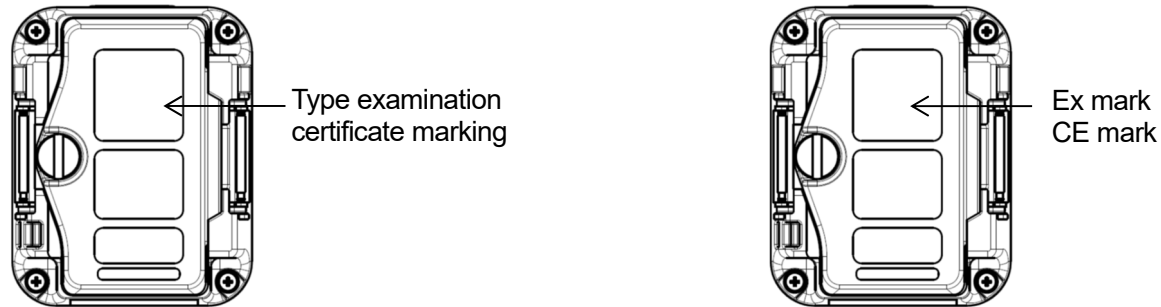 Type examination
certificate marking
Ex mark
CE mark